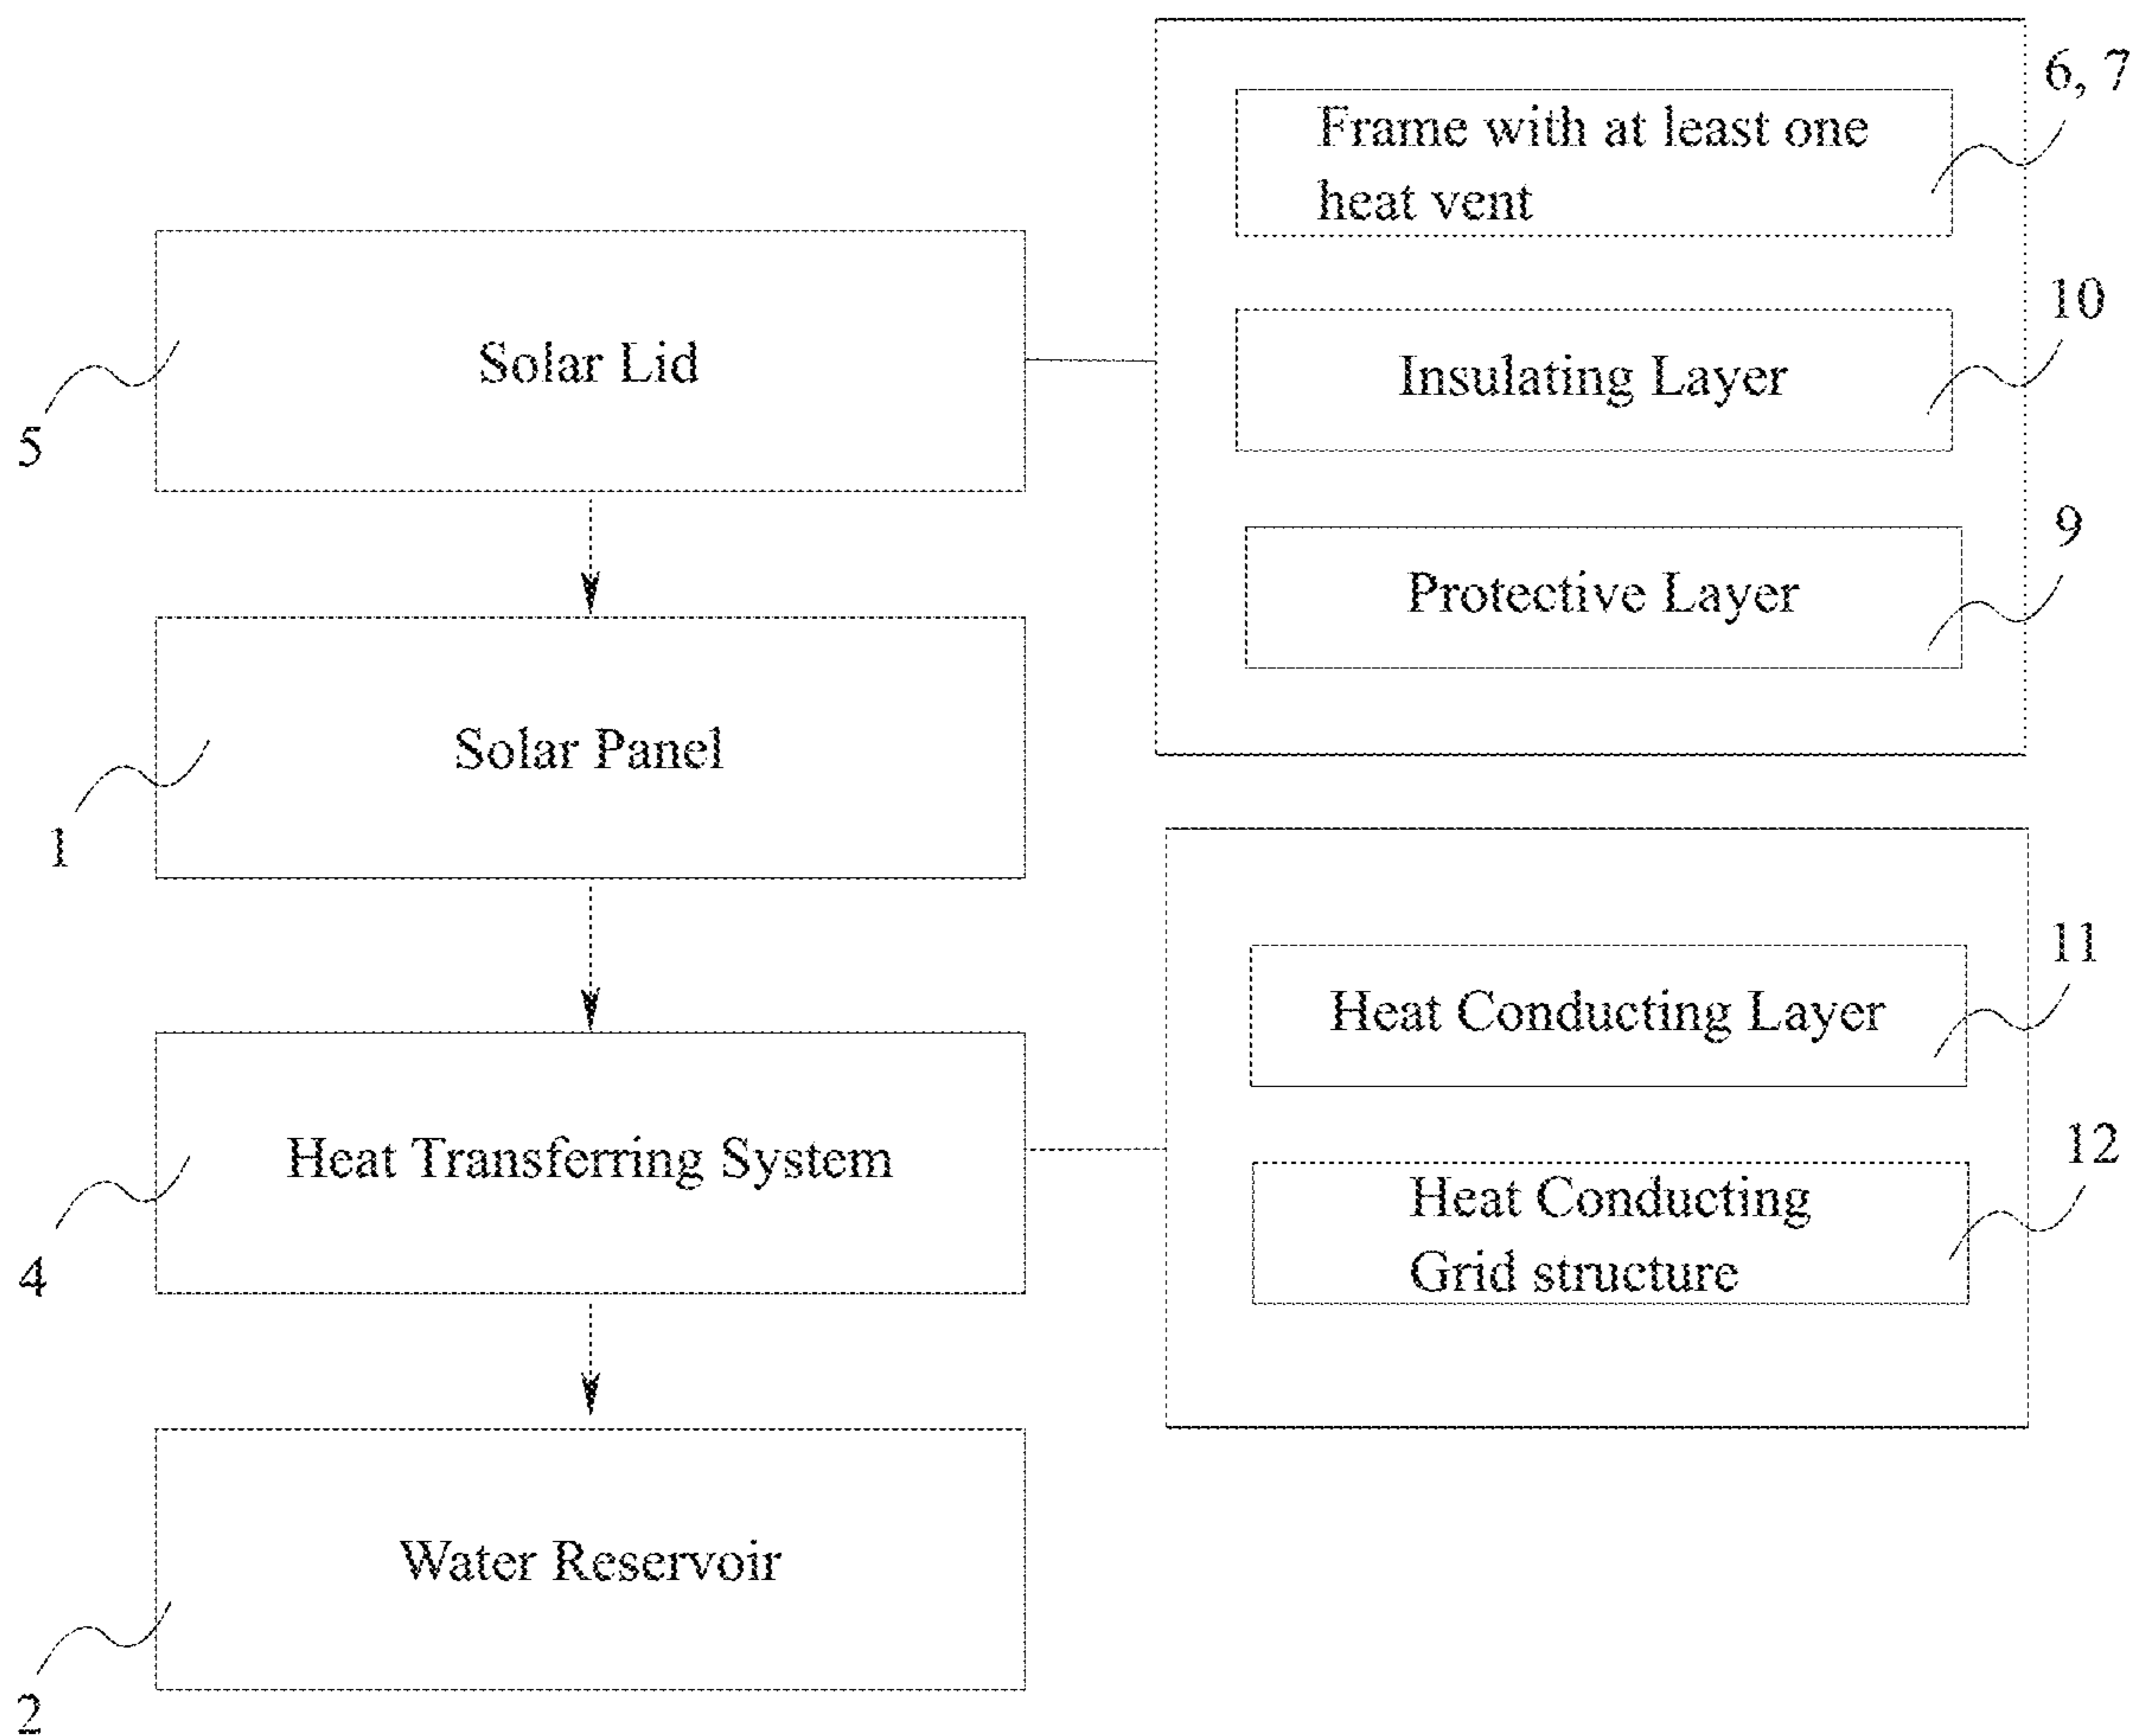 6, 7
Frame with at least one
heat vent
10
Solar Lid
Insulating Layer
5
9
Protective Layer
Solar Panel
1
11
Heat Conducting Layer
12
Heat Transferring System
Heat Conducting
Grid structure
4
Water Reservoir
2